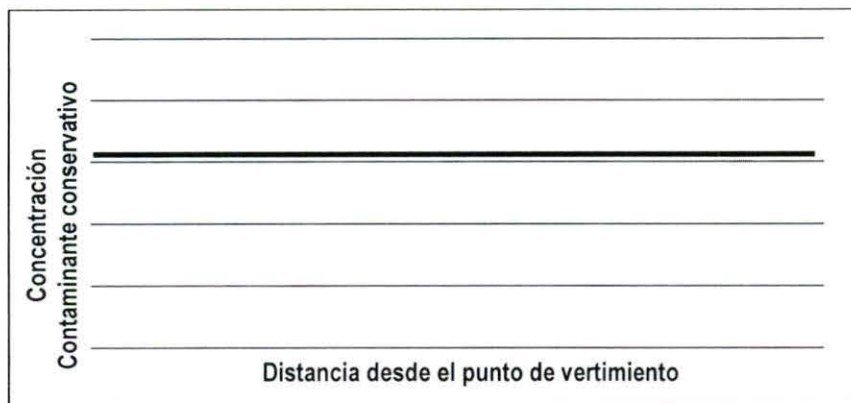 Concentración
Contaminante conservativo
Distancia desde el punto de vertimiento